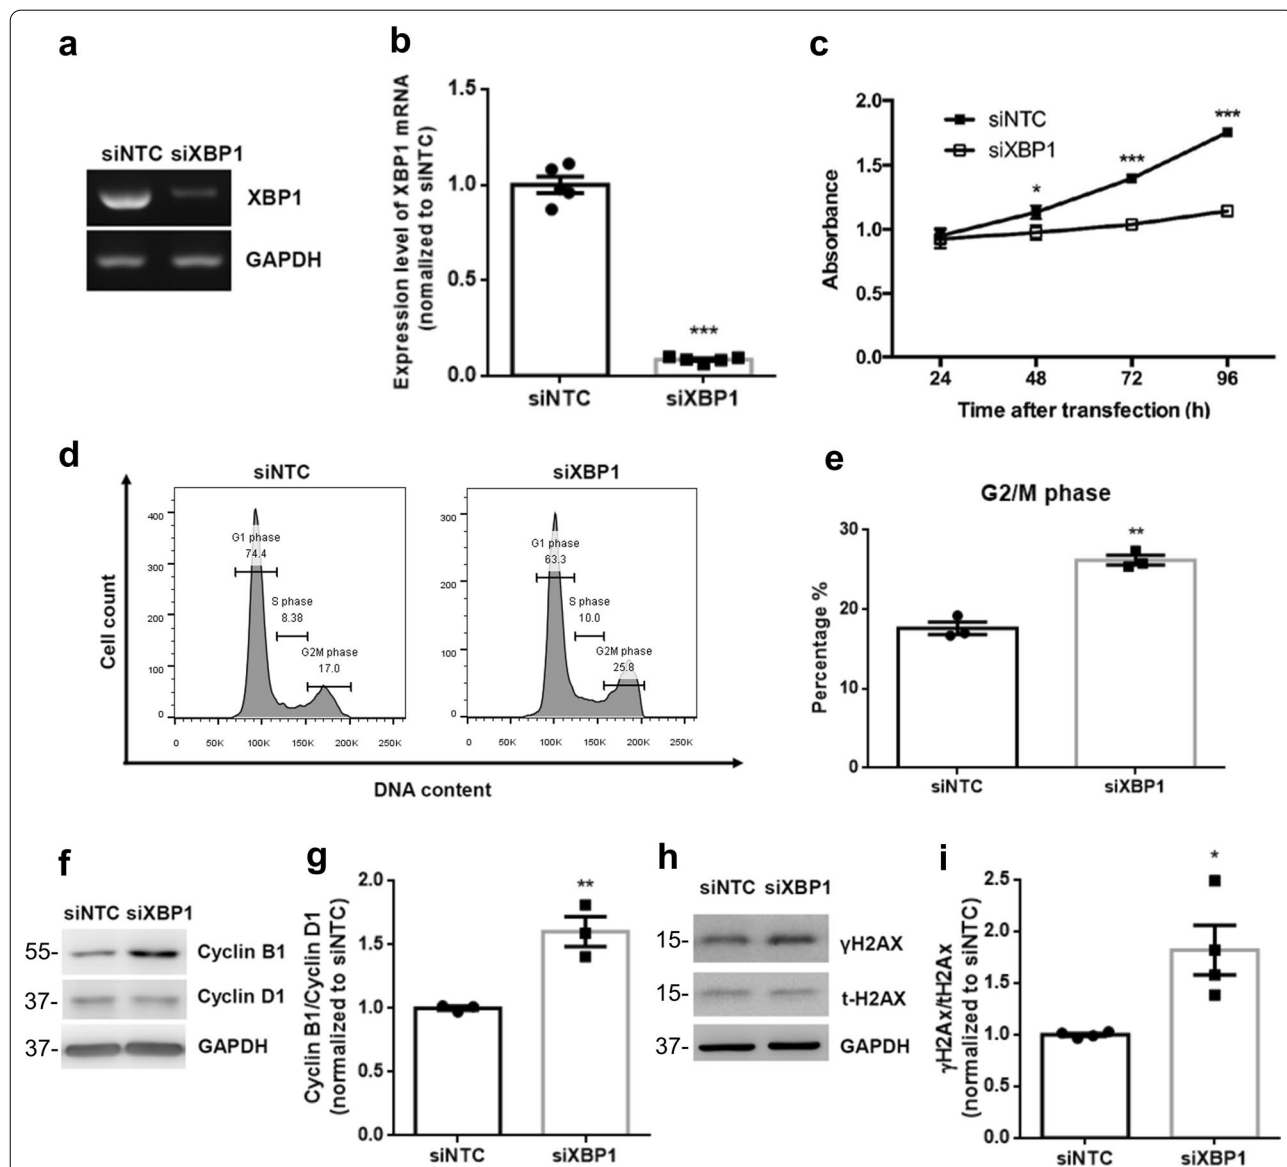 a
siNTC siXBP1
XBP1
GAPDH
b
Expression level of XBP1 mRNA
(nomalized to siNTC)
1.5
1.0
0.5
0.0
***
siNTC
siXBP1
c
Absorbance
2.0
1.5
1.0
0.5
0.0
siNTC
siXBP1
*
***
***
24
48
72
96
Time after transfection (h)
d
Cell count
siNTC
400
300
200
100
0
G1 phase
74.4
S phase
8.38
G2M phase
17.0
0 50K 100K 150K 200K 250K
siXBP1
300
200
100
0
G1 phase
63.3
S phase
10.0
G2M phase
25.8
0 50K 100K 150K 200K 250K
DNA content
e
G2/M phase
Percentage %
30
20
10
0
**
siNTC
siXBP1
f
siNTC siXBP1
55- Cyclin B1
37- Cyclin D1
37- GAPDH
g
Cyclin B1/Cyclin D1
(normalized to siNTC)
2.0
1.5
1.0
0.5
0.0
**
siNTC
siXBP1
h
siNTC siXBP1
15- γH2AX
15- t-H2AX
37- GAPDH
i
γH2Ax/tH2Ax
(normalized to siNTC)
2.5
2.0
1.5
1.0
0.5
0.0
*
siNTC
siXBP1